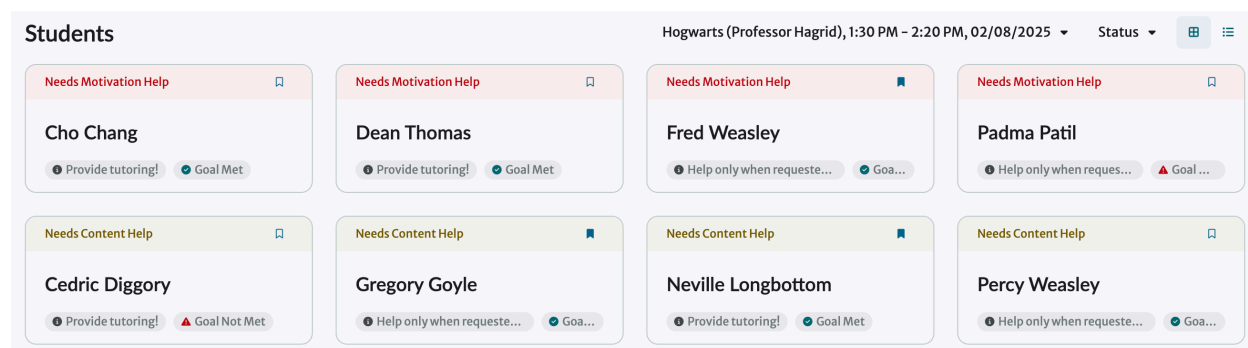 Students
Hogwarts (Professor Hagrid), 1:30 PM – 2:20 PM, 02/08/2025
Status
Needs Motivation Help
Cho Chang
Provide tutoring!
Goal Met
Needs Motivation Help
Dean Thomas
Provide tutoring!
Goal Met
Needs Motivation Help
Fred Weasley
Help only when requeste...
Goa...
Needs Motivation Help
Padma Patil
Help only when reques...
Goal ...
Needs Content Help
Cedric Diggory
Provide tutoring!
Goal Not Met
Needs Content Help
Gregory Goyle
Help only when requeste...
Goa...
Needs Content Help
Neville Longbottom
Provide tutoring!
Goal Met
Needs Content Help
Percy Weasley
Help only when requeste...
Goa...